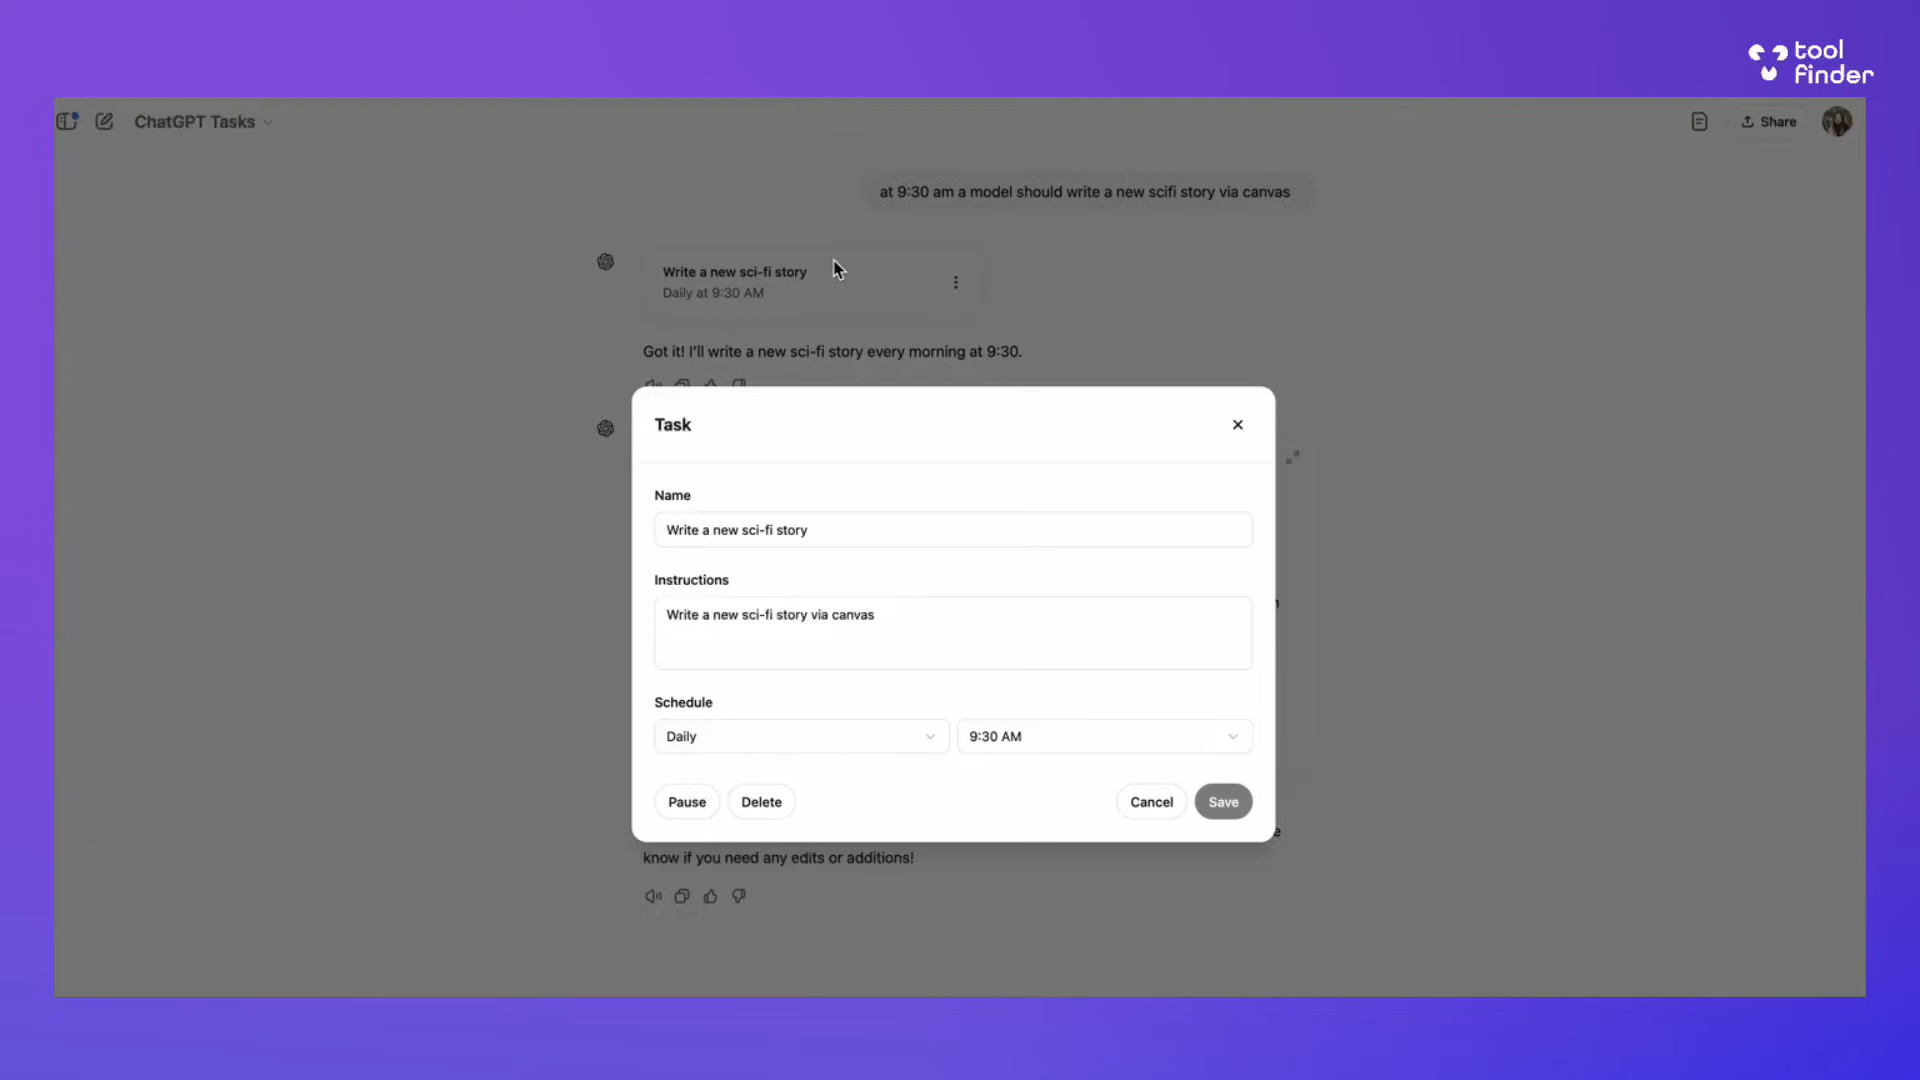 tool
finder
ChatGPT Tasks
Share
at 9:30 am a model should write a new scifi story via canvas
Write a new sci-fi story
Daily at 9:30 AM
Got it! I'll write a new sci-fi story every morning at 9:30.
Task
Name
Write a new sci-fi story
Instructions
Write a new sci-fi story via canvas
Schedule
Daily
9:30 AM
Pause
Delete
Cancel
Save
know if you need any edits or additions!